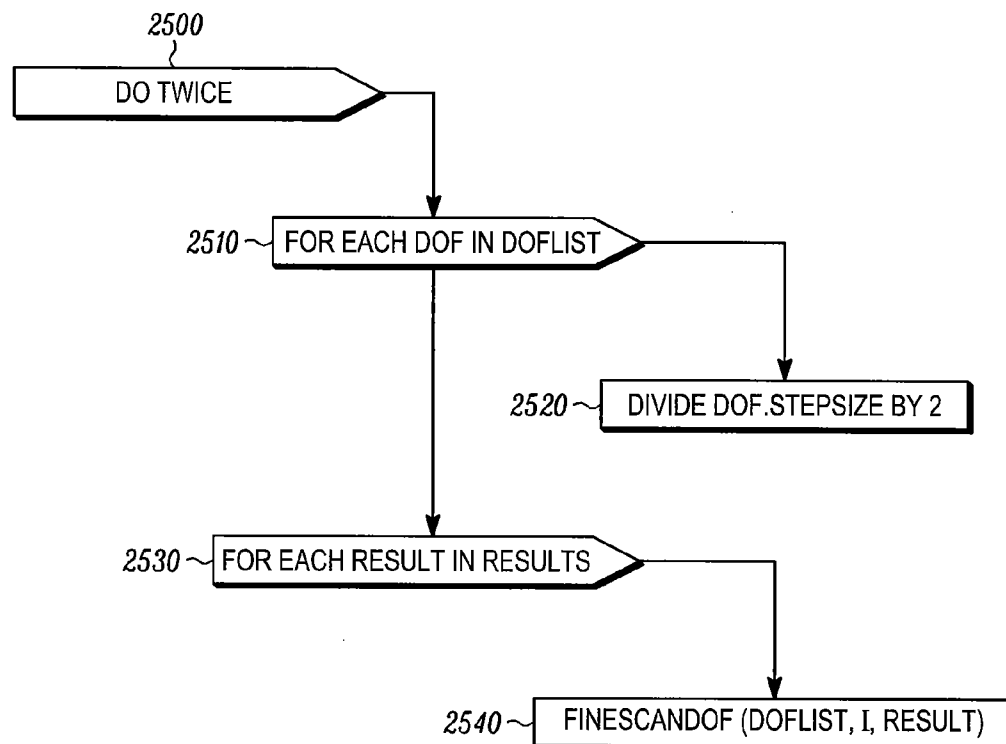 2500
DO TWICE
2510 FOR EACH DOF IN DOFLIST
2520 DIVIDE DOF.STEPSIZE BY 2
2530 FOR EACH RESULT IN RESULTS
2540 FINESCANDOF (DOFLIST, I, RESULT)